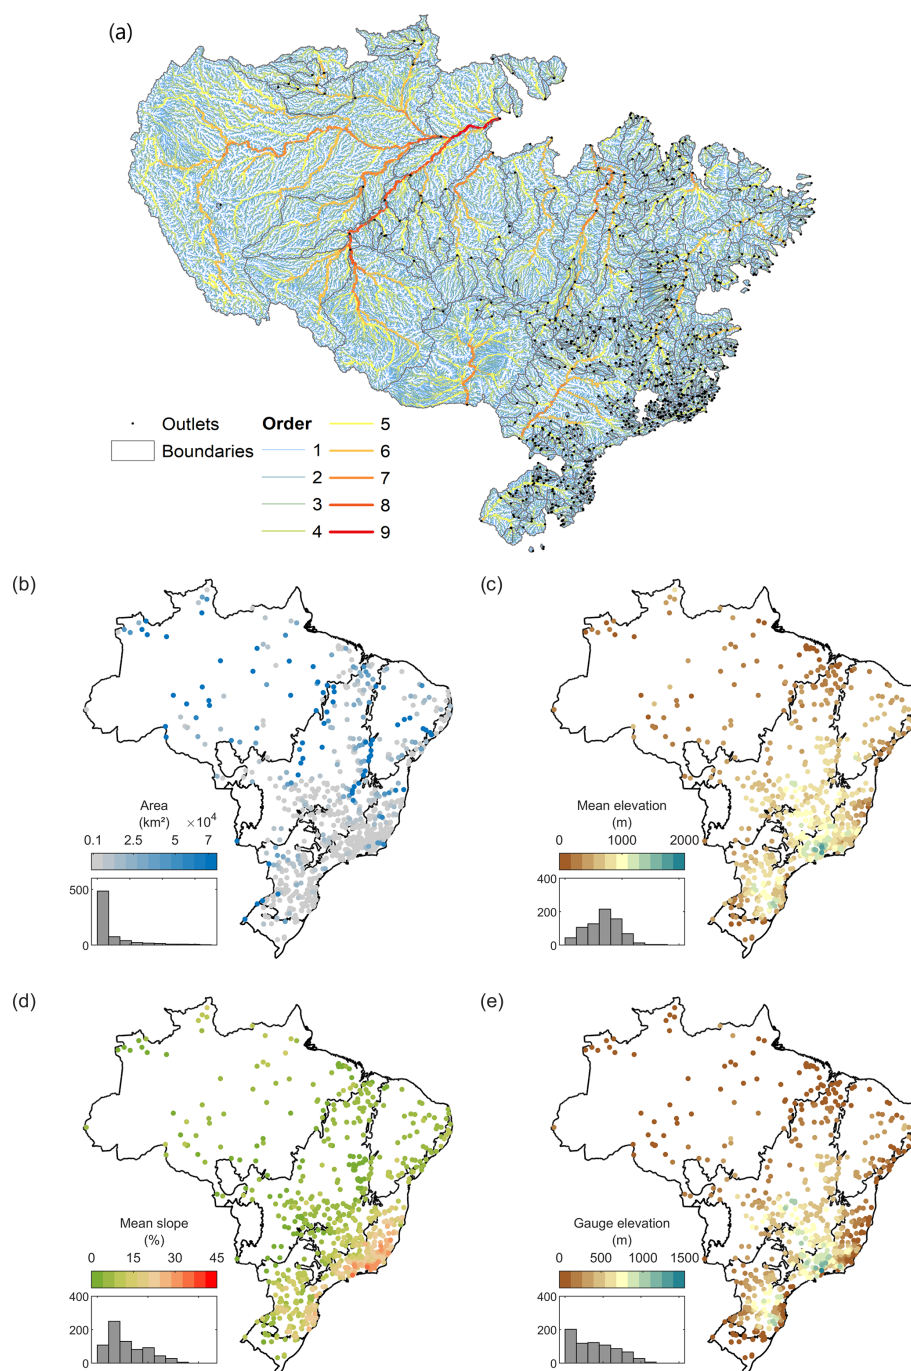 (a)
Outlets
Boundaries
Order
1
2
3
4
5
6
7
8
9
(b)
Area
(km²) ×10⁴
0.1 2.5 5 7
500
0
(c)
Mean elevation
(m)
0 1000 2000
400
200
0
(d)
Mean slope
(%)
0 15 30 45
400
200
0
(e)
Gauge elevation
(m)
0 500 1000 1500
400
200
0